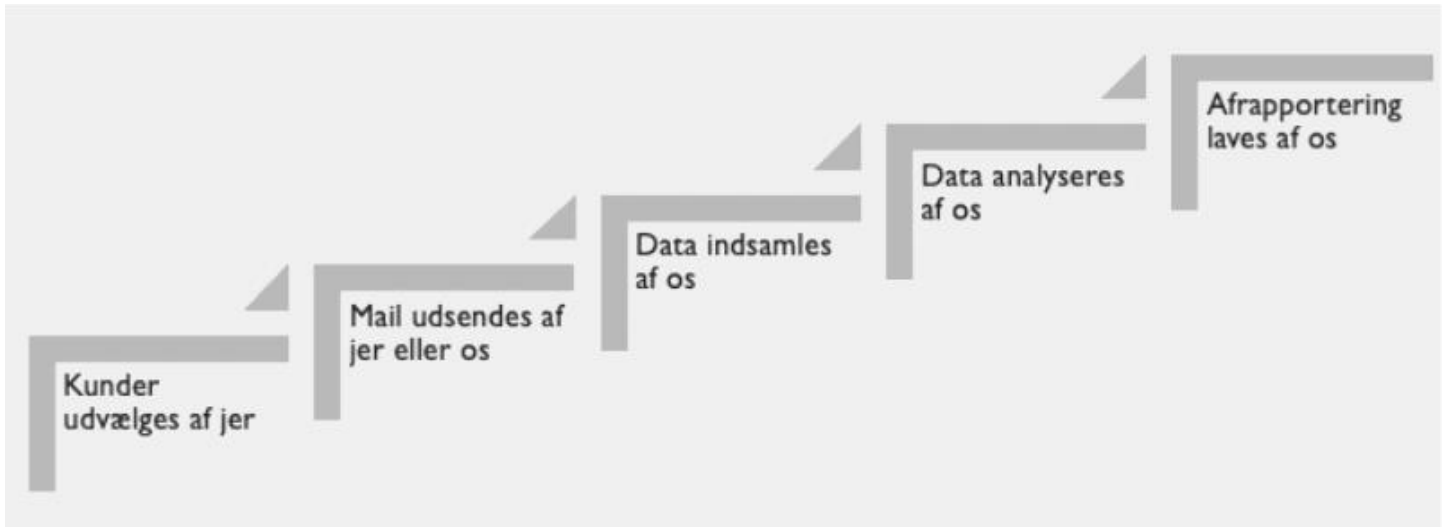 Kunder
udvælges af jer
Mail udsendes af
jer eller os
Data indsamles
af os
Data analyseres
af os
Afrapportering
laves af os